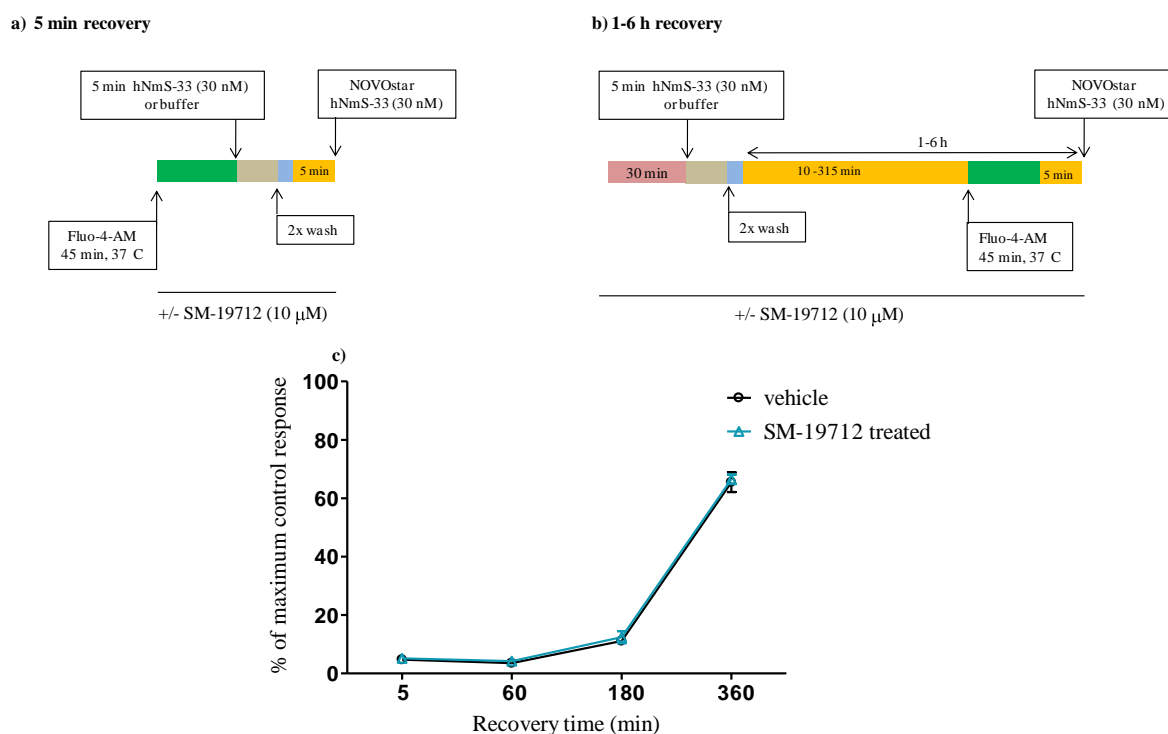 a) 5 min recovery
5 min hNmS-33 (30 nM)
or buffer
NOVOstar
hNmS-33 (30 nM)
5 min
Fluo-4-AM
45 min, 37 C
2x wash
+/- SM-19712 (10 μM)
b) 1-6 h recovery
5 min hNmS-33 (30 nM)
or buffer
NOVOstar
hNmS-33 (30 nM)
1-6 h
30 min
10 -315 min
5 min
2x wash
Fluo-4-AM
45 min, 37 C
+/- SM-19712 (10 μM)
c)
% of maximum control response
100
80
60
40
20
0
vehicle
SM-19712 treated
5 60 180 360
Recovery time (min)